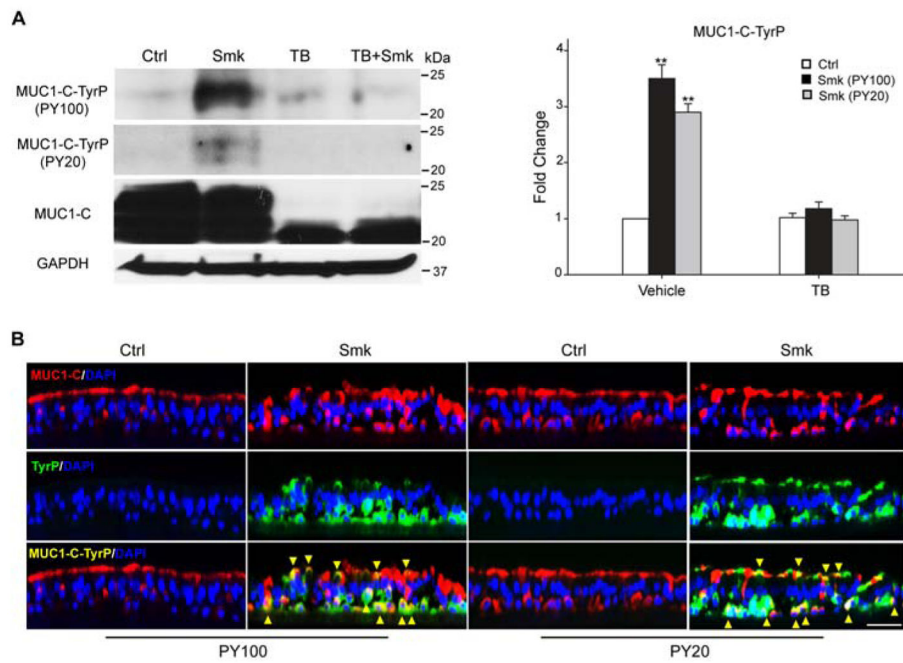 A
Ctrl Smk TB TB+Smk kDa
MUC1-C-TyrP
(PY100)
25
20
MUC1-C-TyrP
(PY20)
25
20
MUC1-C
25
20
GAPDH
37
MUC1-C-TyrP
Ctrl
Smk (PY100)
Smk (PY20)
Fold Change
4
2
1
0
**
**
Vehicle TB
B
Ctrl Smk Ctrl Smk
MUC1-C/DAPI
TyrP/DAPI
MUC1-C-TyrP/DAPI
PY100 PY20